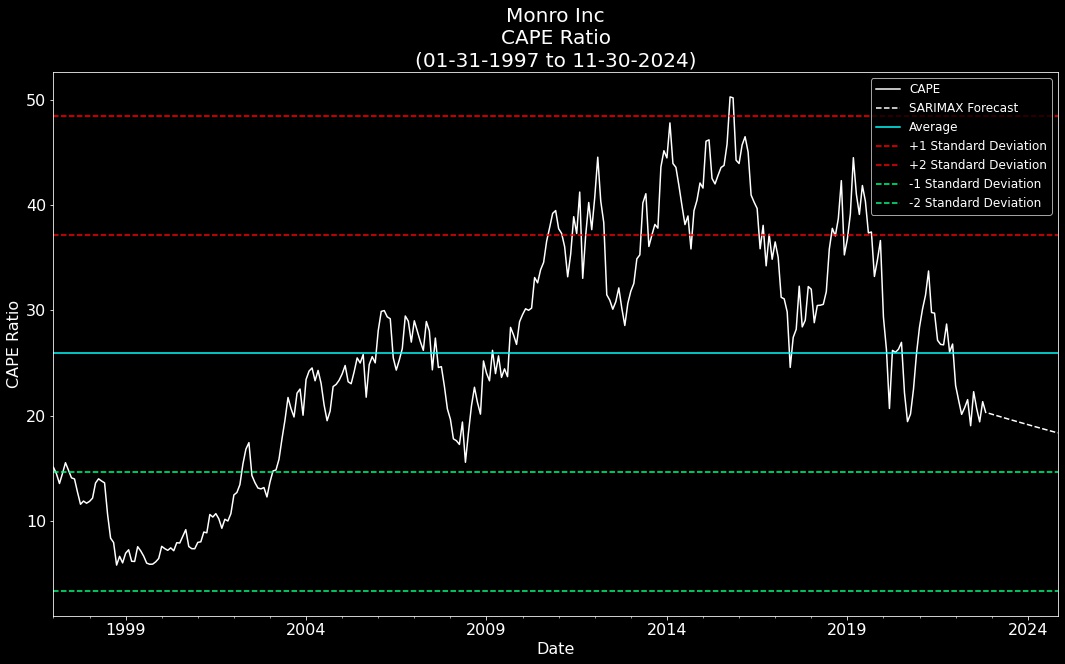 Monro Inc
CAPE Ratio
(01-31-1997 to 11-30-2024)
CAPE
SARIMAX Forecast
Average
+1 Standard Deviation
+2 Standard Deviation
-1 Standard Deviation
-2 Standard Deviation
50
40
30
20
10
CAPE Ratio
1999
2004
2009
2014
2019
2024
Date